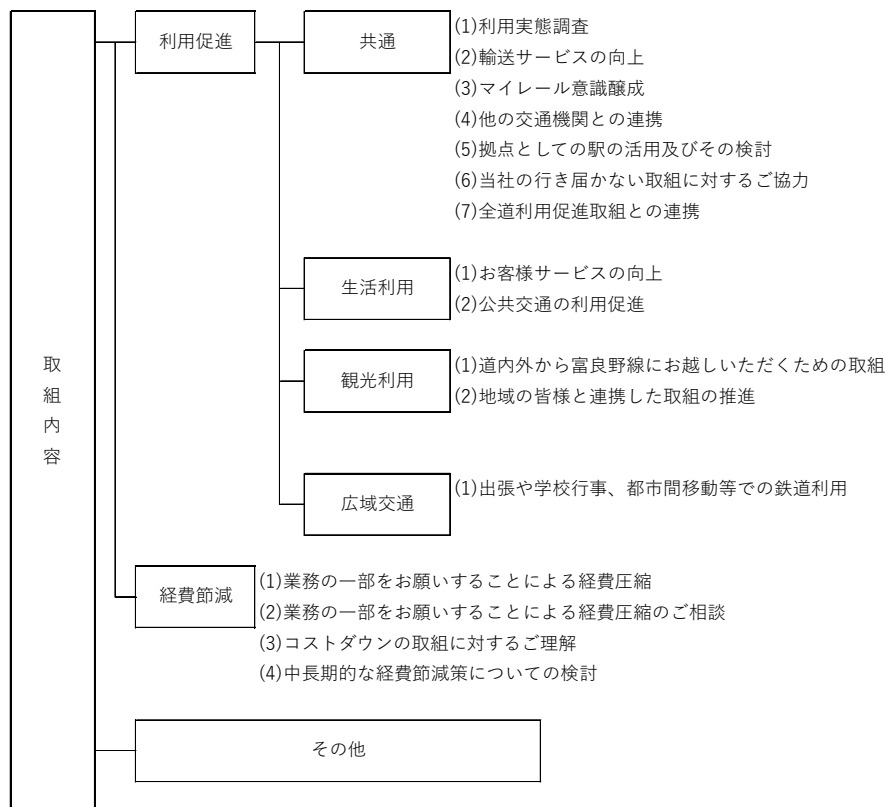 取組内容
利用促進
共通
(1)利用実態調査
(2)輸送サービスの向上
(3)マイレール意識醸成
(4)他の交通機関との連携
(5)拠点としての駅の活用及びその検討
(6)当社の行き届かない取組に対するご協力
(7)全道利用促進取組との連携
生活利用
(1)お客様サービスの向上
(2)公共交通の利用促進
観光利用
(1)道内外から富良野線にお越しいただくための取組
(2)地域の皆様と連携した取組の推進
広域交通
(1)出張や学校行事、都市間移動等での鉄道利用
経費節減
(1)業務の一部をお願いすることによる経費圧縮
(2)業務の一部をお願いすることによる経費圧縮のご相談
(3)コストダウンの取組に対するご理解
(4)中長期的な経費節減策についての検討
その他